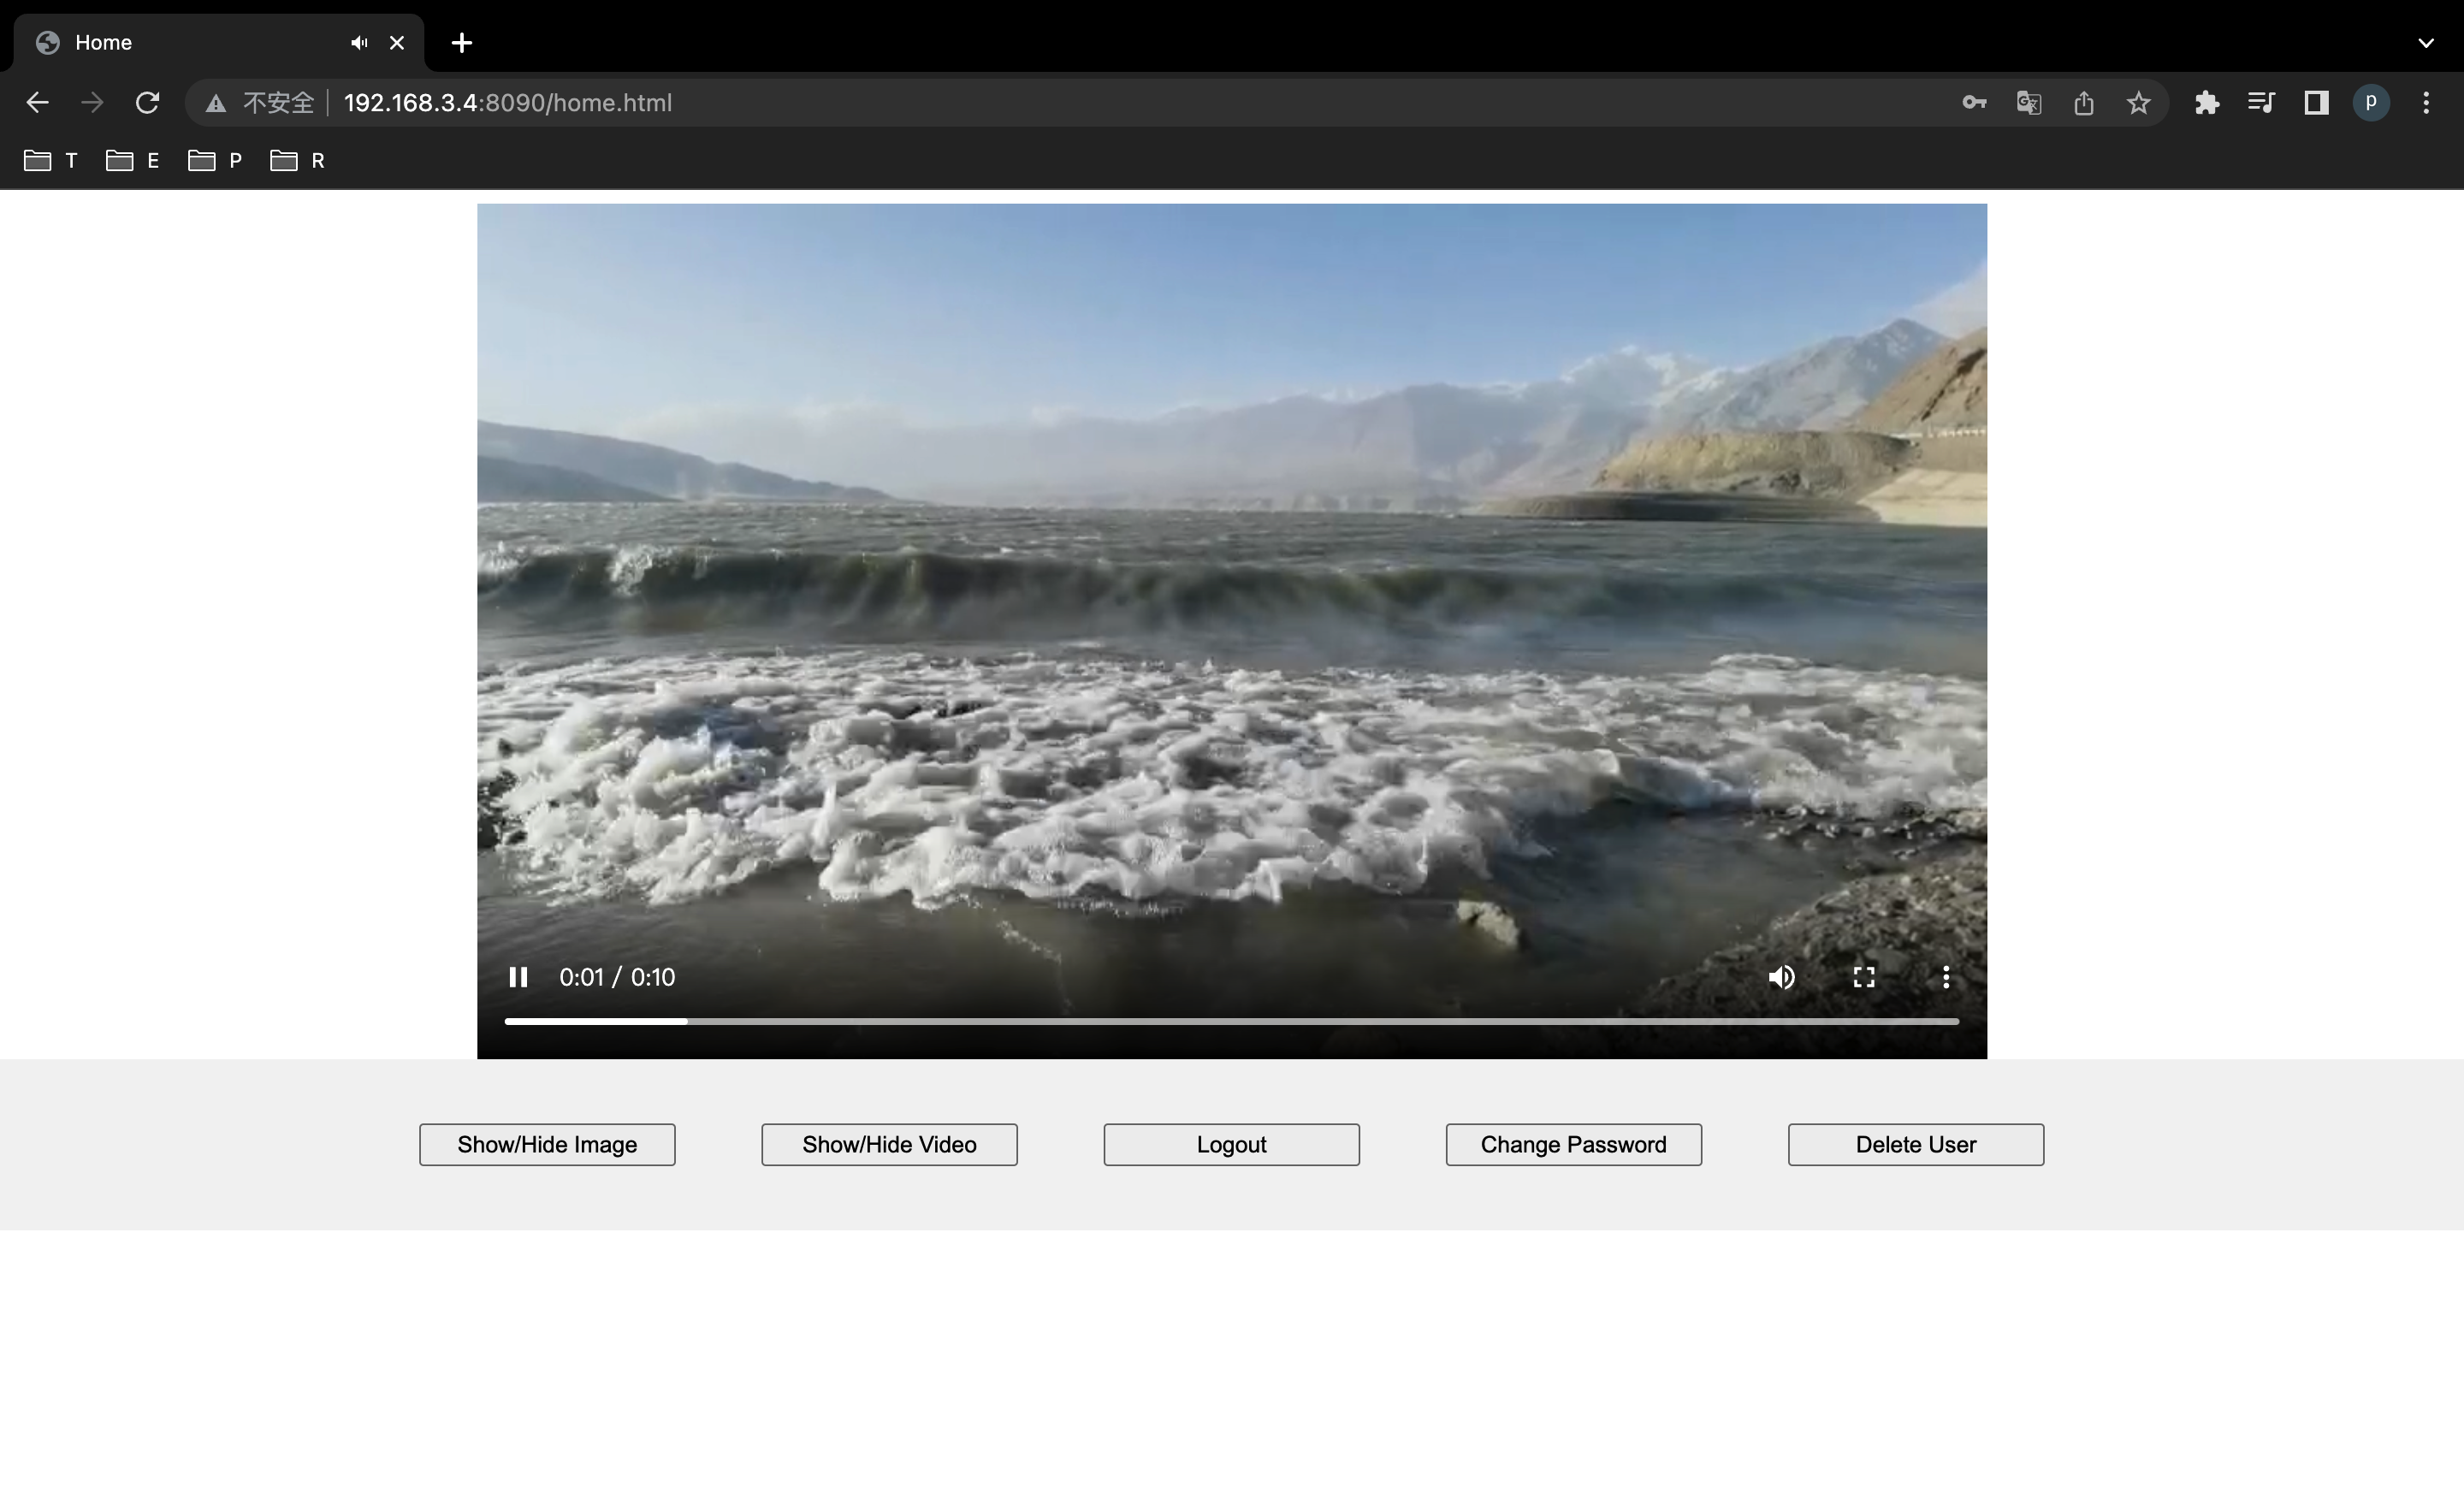 Home
不安全 192.168.3.4:8090/home.html
p
T E P R
0:01 / 0:10
Show/Hide Image Show/Hide Video Logout Change Password Delete User